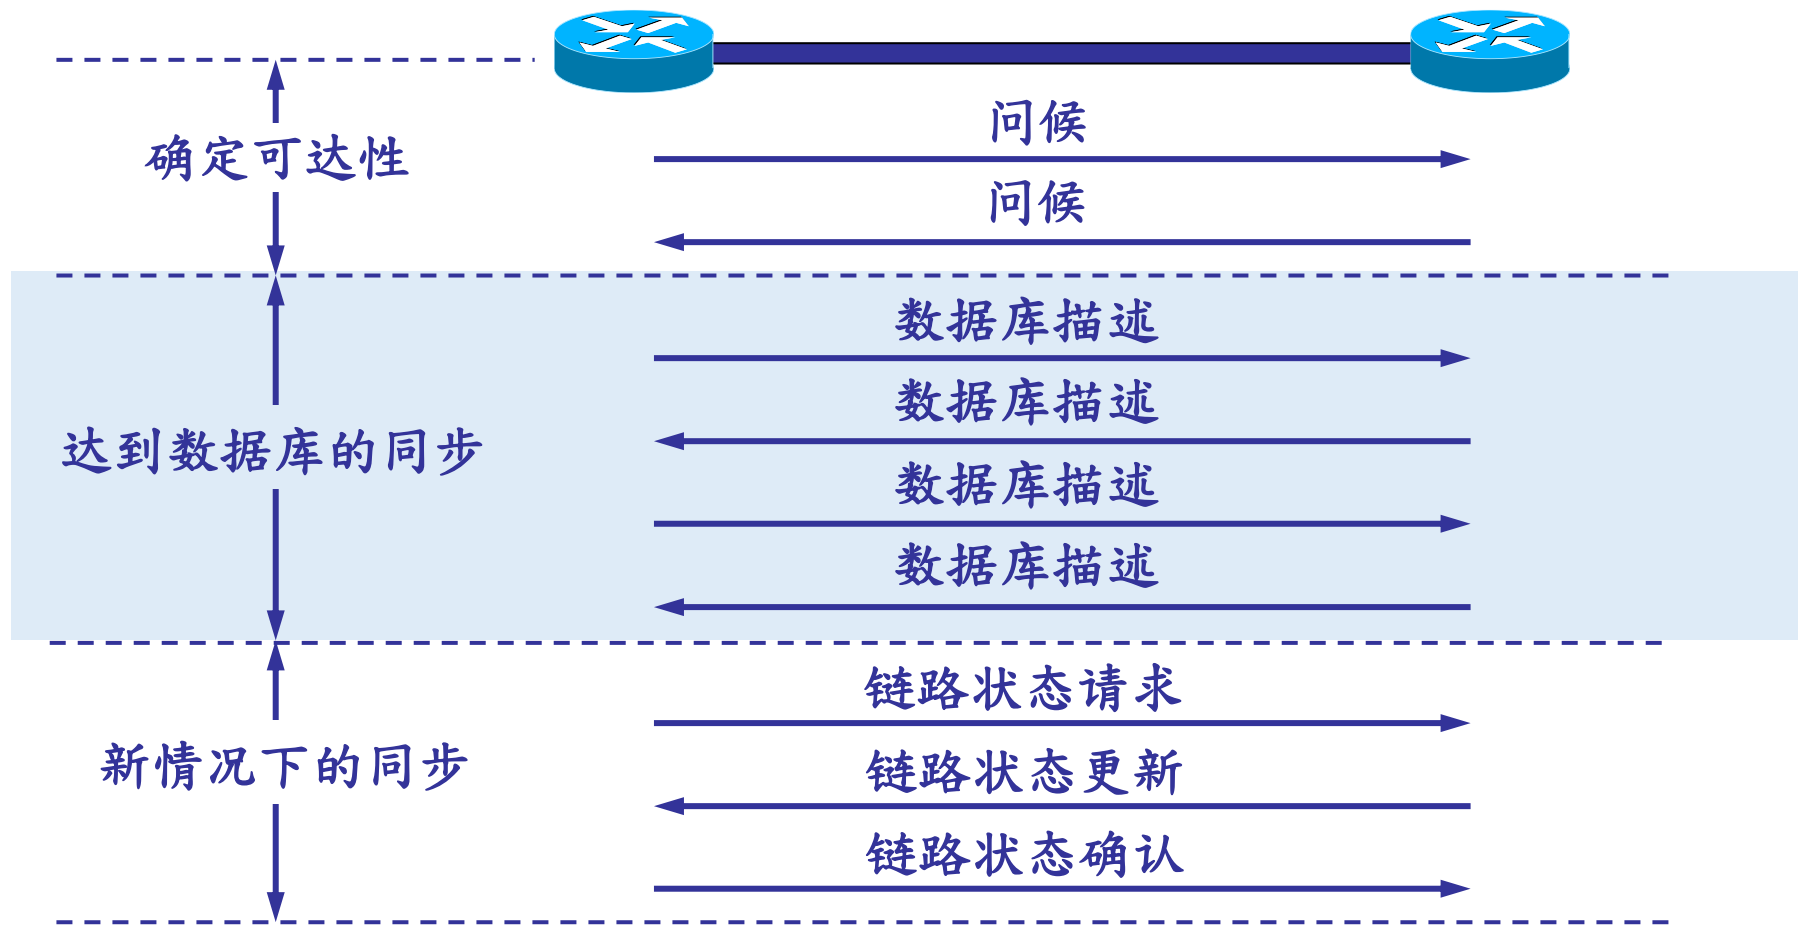 确定可达性
问候
问候
达到数据库的同步
数据库描述
数据库描述
数据库描述
数据库描述
新情况下的同步
链路状态请求
链路状态更新
链路状态确认